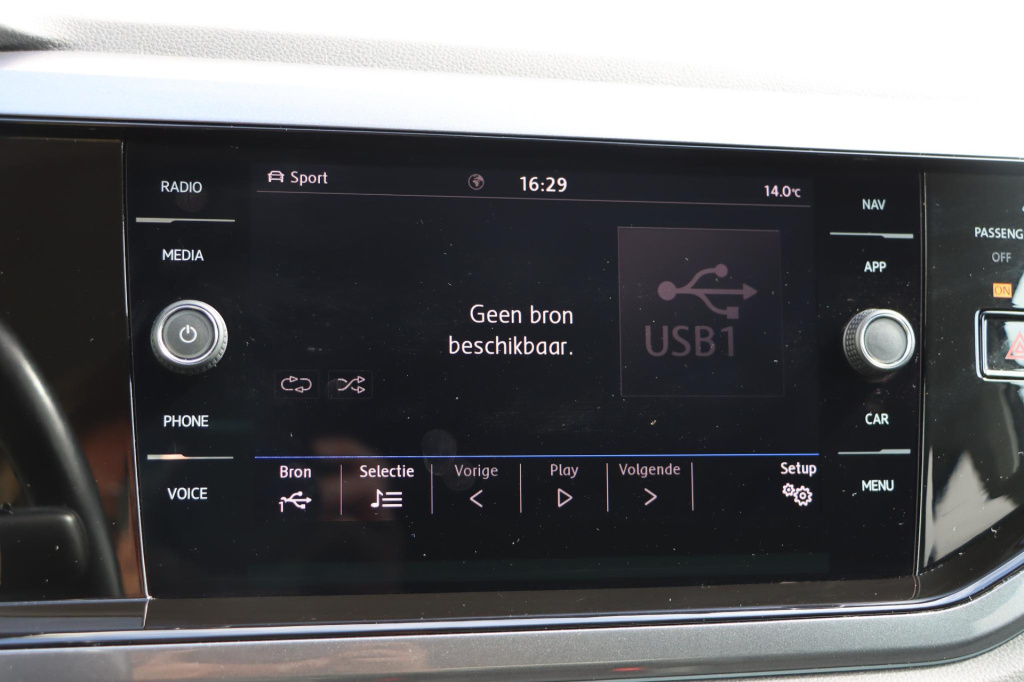 RADIO
MEDIA
PHONE
VOICE
Sport
16:29
14.0°C
Geen bron
beschikbaar.
USB1
Bron
Selectie
Vorige
Play
Volgende
Setup
1
NAV
APP
CAR
MENU
PASSENG
OFF
ON